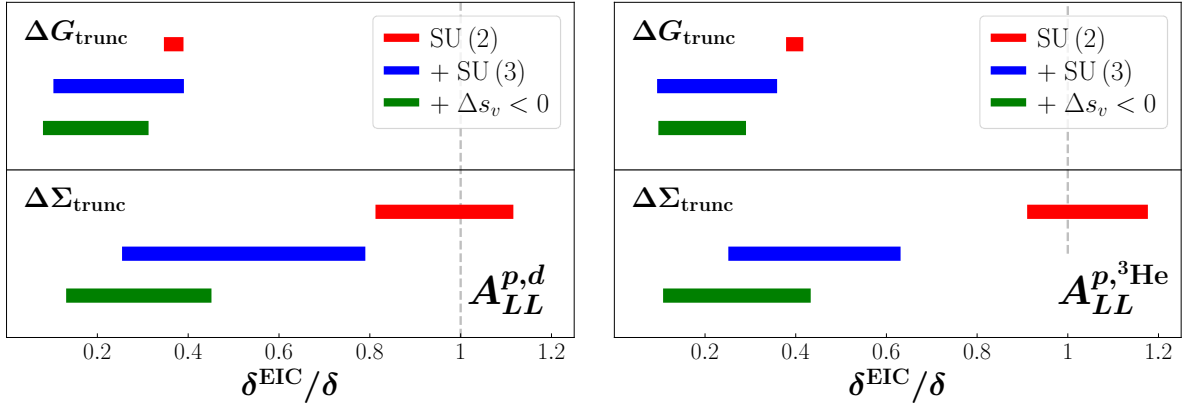 ΔG_trunc
SU (2)
+ SU (3)
+ Δs_v < 0
ΔΣ_trunc
A_LL^{p,d}
0.2 0.4 0.6 0.8 1 1.2
δ^EIC/δ
ΔG_trunc
SU (2)
+ SU (3)
+ Δs_v < 0
ΔΣ_trunc
A_LL^{p,³He}
0.2 0.4 0.6 0.8 1 1.2
δ^EIC/δ